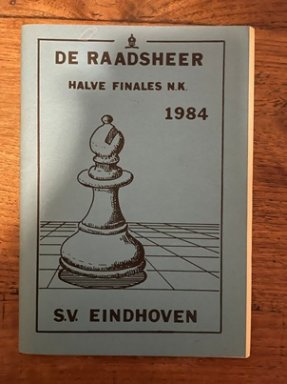 DE RAADSHEER
HALVE FINALES N.K.
1984
S.V. EINDHOVEN